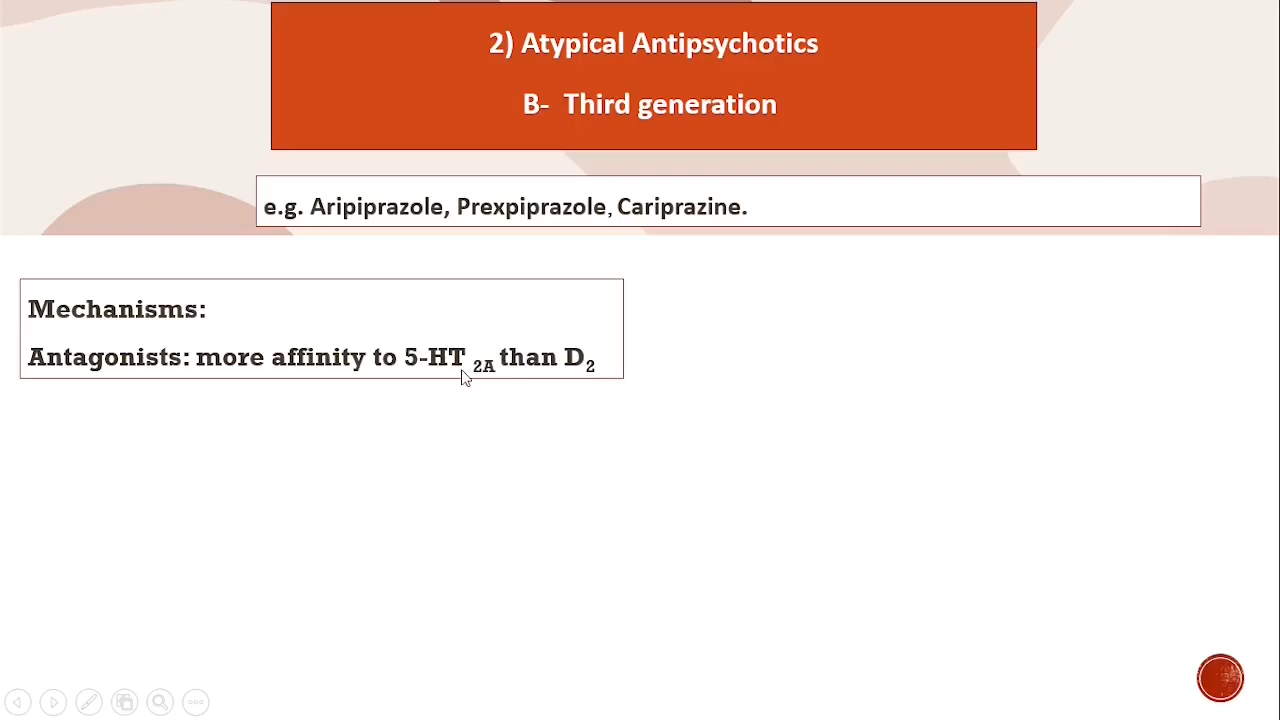 2) Atypical Antipsychotics
B- Third generation
e.g. Aripiprazole, Prexpiprazole, Cariprazine.
Mechanisms:
Antagonists: more affinity to 5-HT 2A than D2